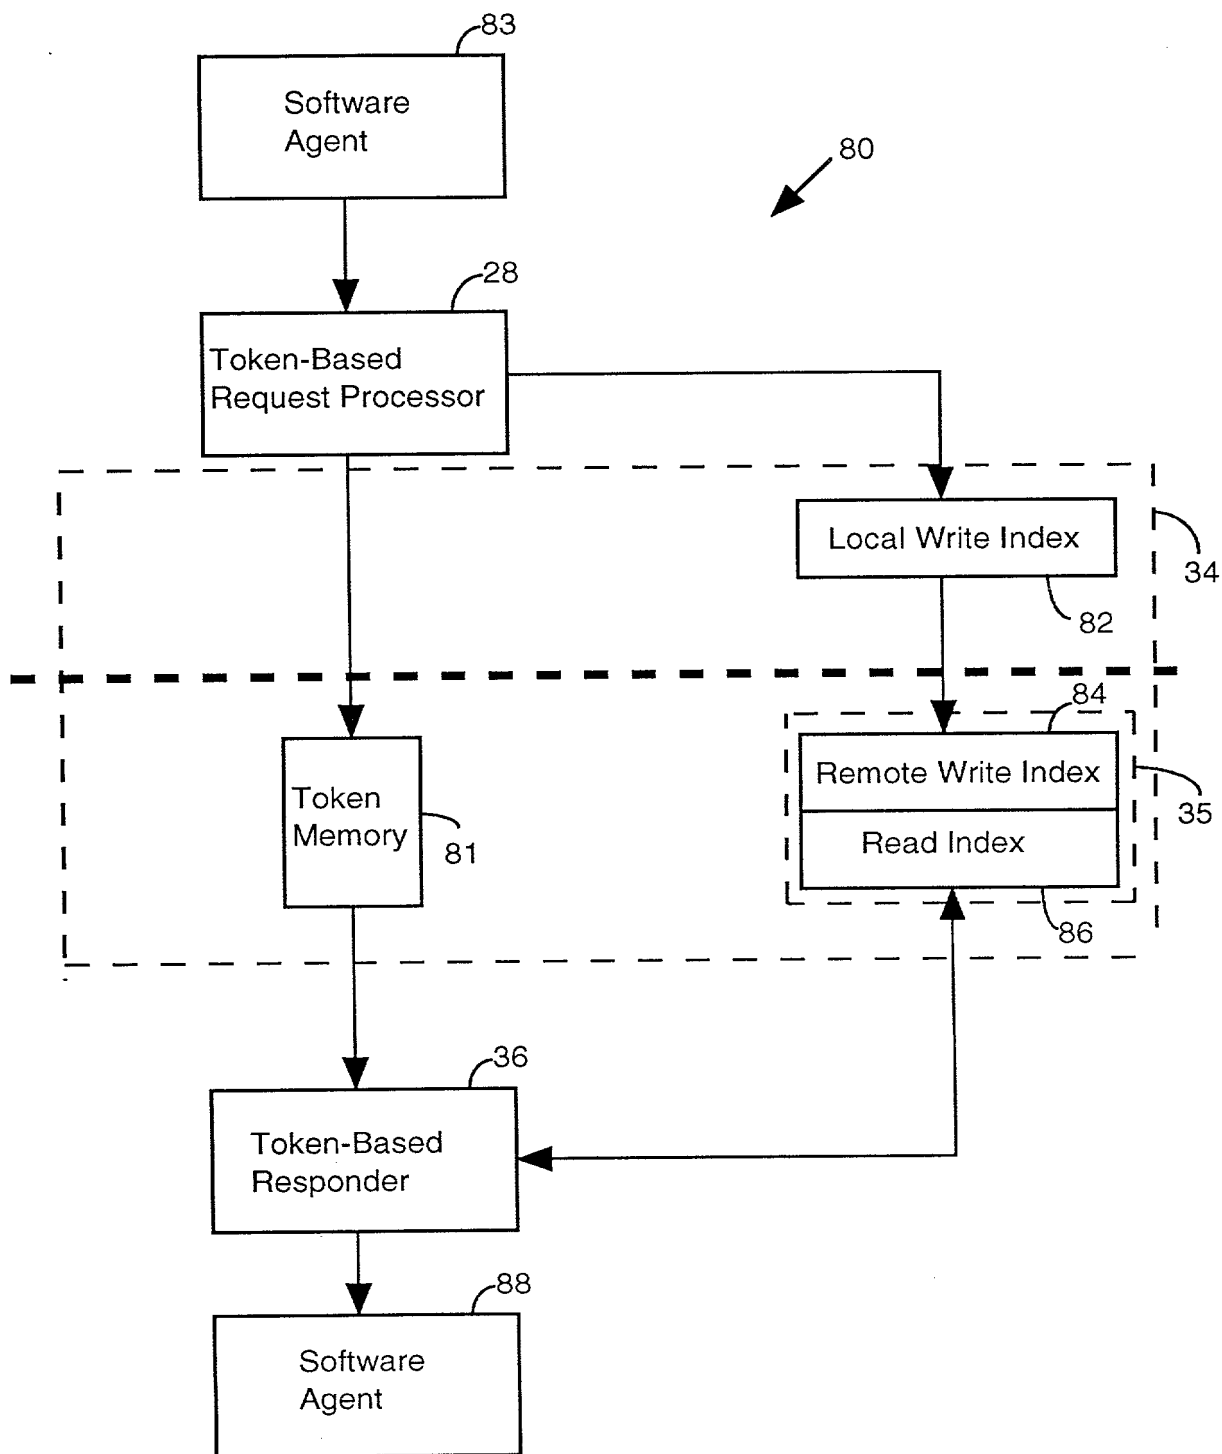 83
Software
Agent
80
28
Token-Based
Request Processor
Local Write Index
34
82
84
Remote Write Index
35
Token
Memory
81
Read Index
86
36
Token-Based
Responder
88
Software
Agent